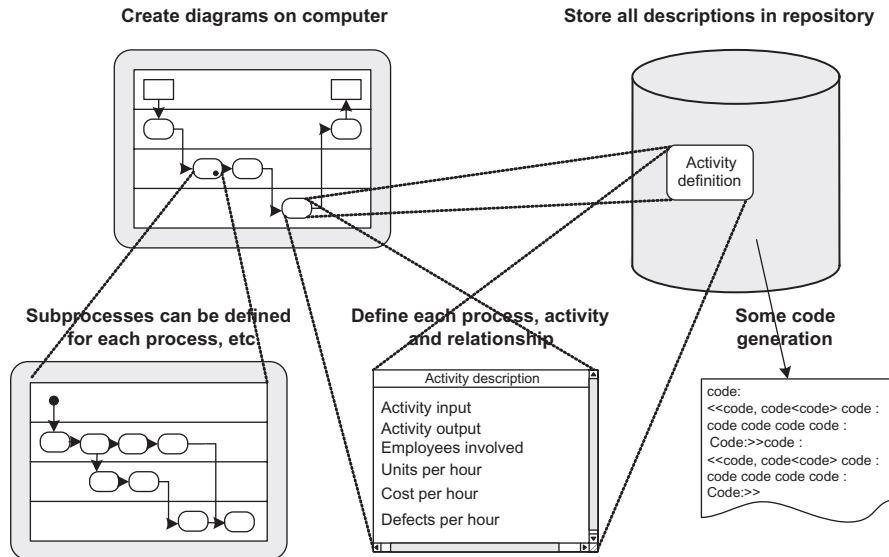 Create diagrams on computer
Store all descriptions in repository
Activity
definition
Subprocesses can be defined
for each process, etc
Define each process, activity
and relationship
Some code
generation
Activity description
Activity input
Activity output
Employees involved
Units per hour
Cost per hour
Defects per hour
code:
<<code, code<code> code :
code code code code :
Code:>>code :
<<code, code<code> code :
code code code code :
Code:>>